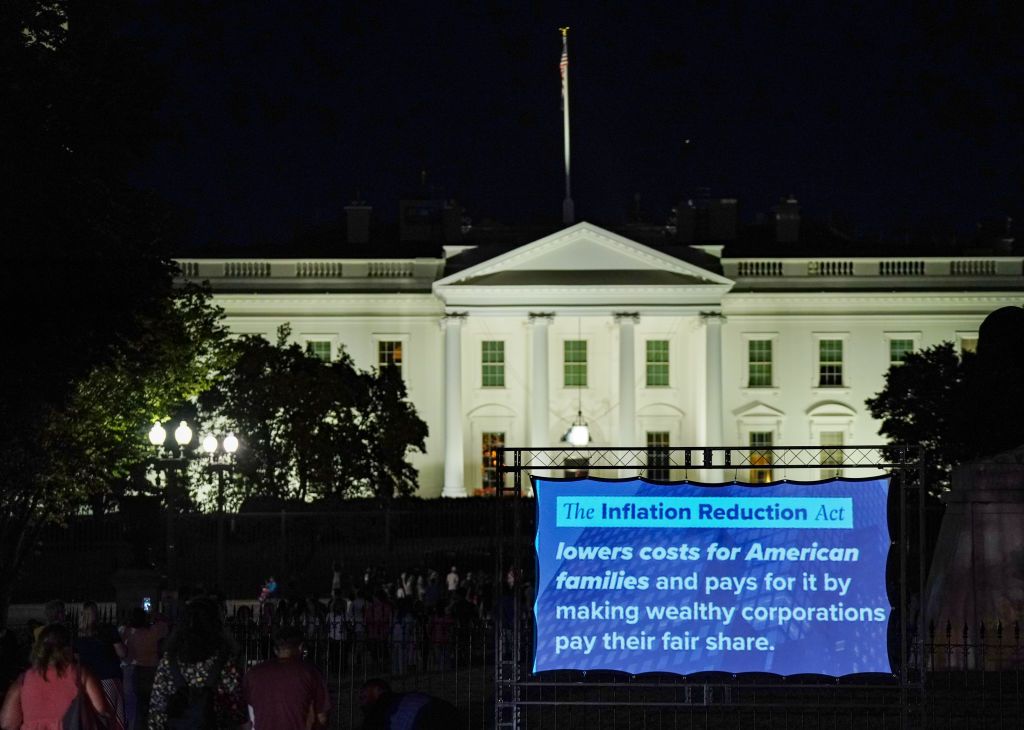 The Inflation Reduction Act
lowers costs for American
families and pays for it by
making wealthy corporations
pay their fair share.